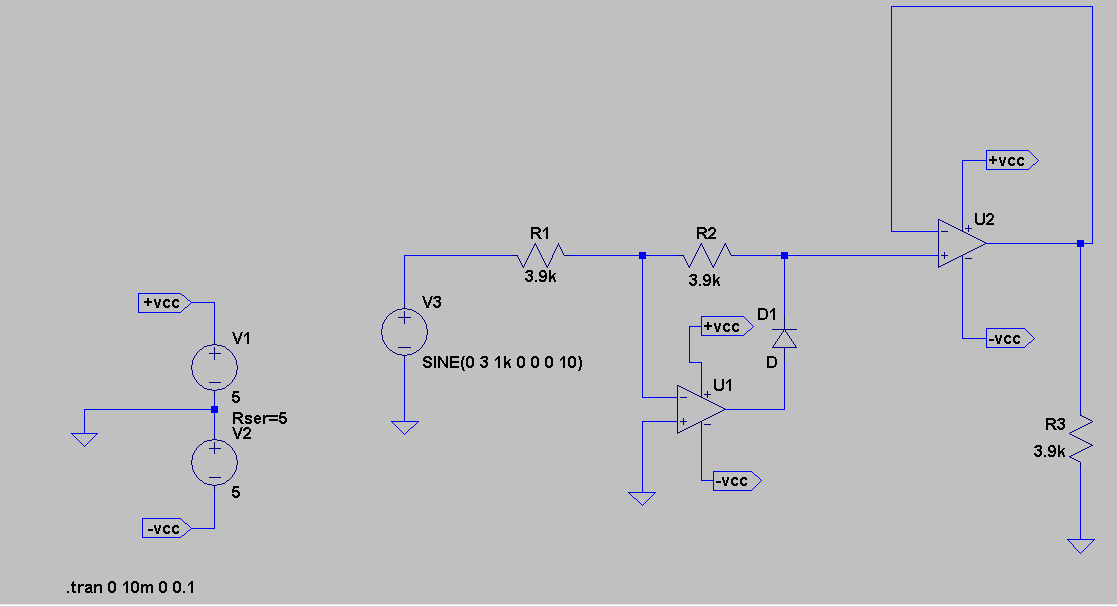 +vcc
U2
-vcc
R1
3.9k
R2
3.9k
+vcc
V1
5
Rser=5
V2
5
-vcc
V3
SINE(0 3 1k 0 0 0 10)
+vcc
D1
D
U1
-vcc
R3
3.9k
.tran 0 10m 0 0.1